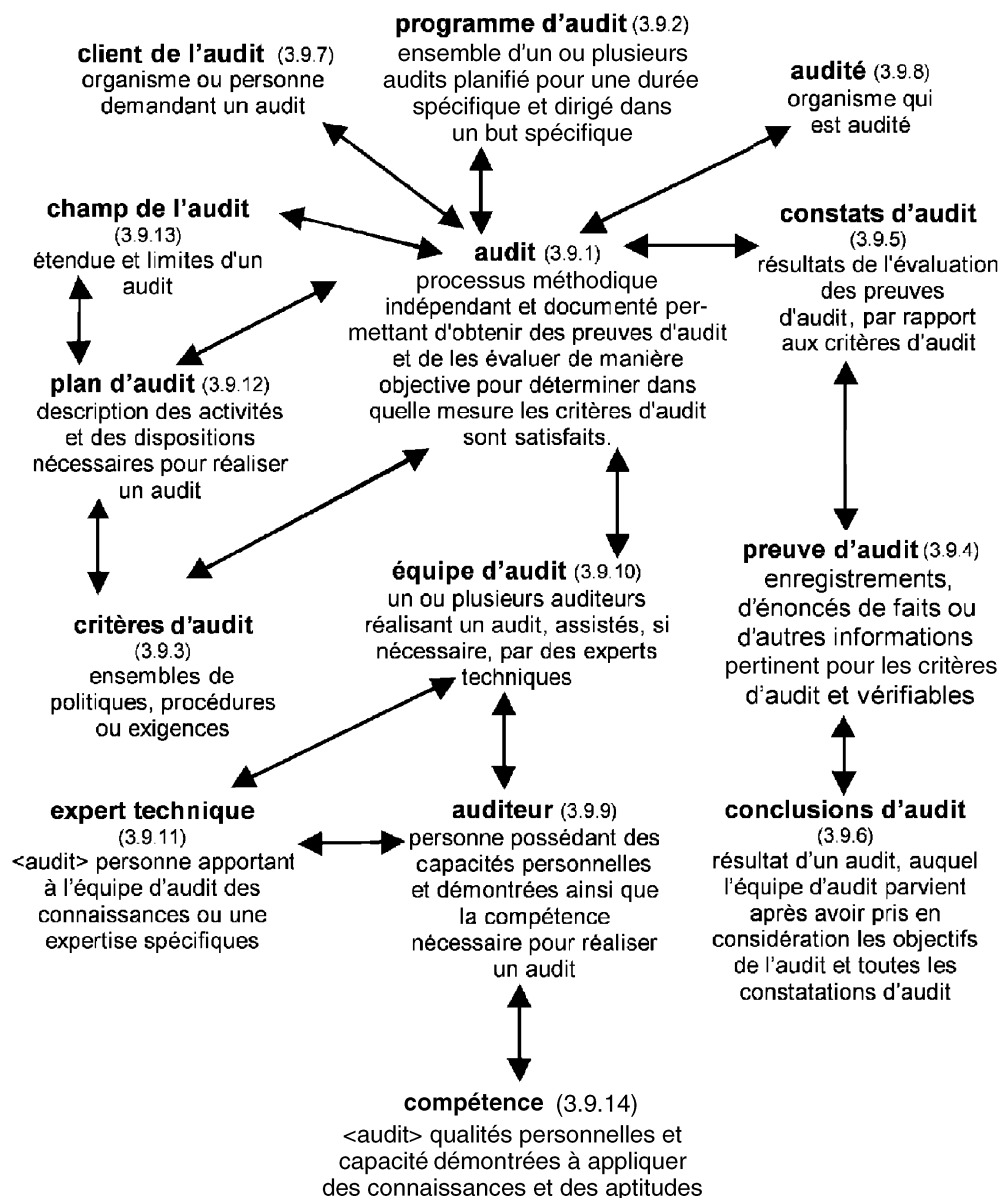 programme d'audit (3.9.2)
ensemble d'un ou plusieurs
audits planifié pour une durée
spécifique et dirigé dans
un but spécifique
client de l'audit (3.9.7)
organisme ou personne
demandant un audit
audité (3.9.8)
organisme qui
est audité
champ de l'audit
(3.9.13)
étendue et limites d'un
audit
audit (3.9.1)
processus méthodique
indépendant et documenté per-
mettant d'obtenir des preuves d'audit
et de les évaluer de manière
objective pour déterminer dans
quelle mesure les critères d'audit
sont satisfaits.
constats d'audit
(3.9.5)
résultats de l'évaluation
des preuves
d'audit, par rapport
aux critères d'audit
plan d'audit (3.9.12)
description des activités
et des dispositions
nécessaires pour réaliser
un audit
critères d'audit
(3.9.3)
ensembles de
politiques, procédures
ou exigences
équipe d'audit (3.9.10)
un ou plusieurs auditeurs
réalisant un audit, assistés, si
nécessaire, par des experts
techniques
preuve d'audit (3.9.4)
enregistrements,
d'énoncés de faits ou
d'autres informations
pertinent pour les critères
d'audit et vérifiables
expert technique
(3.9.11)
<audit> personne apportant
à l'équipe d'audit des
connaissances ou une
expertise spécifiques
auditeur (3.9.9)
personne possédant des
capacités personnelles
et démontrées ainsi que
la compétence
nécessaire pour réaliser
un audit
conclusions d'audit
(3.9.6)
résultat d'un audit, auquel
l'équipe d'audit parvient
après avoir pris en
considération les objectifs
de l'audit et toutes les
constatations d'audit
compétence (3.9.14)
<audit> qualités personnelles et
capacité démontrées à appliquer
des connaissances et des aptitudes